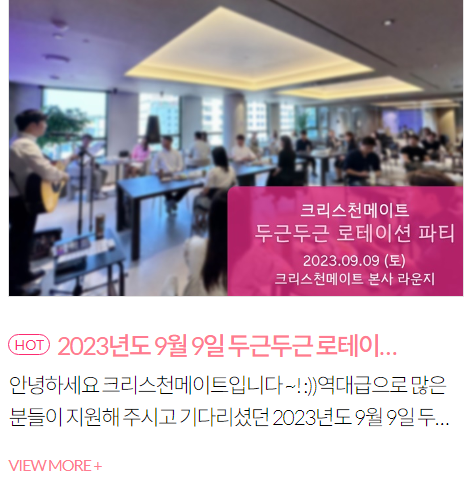 크리스천메이트
두근두근 로테이션 파티
2023.09.09 (토)
크리스천메이트 본사 라운지
HOT 2023년도 9월 9일 두근두근 로테이...
안녕하세요 크리스천메이트입니다 ~! :)) 역대급으로 많은
분들이 지원해 주시고 기다리셨던 2023년도 9월 9일 두...
VIEW MORE +